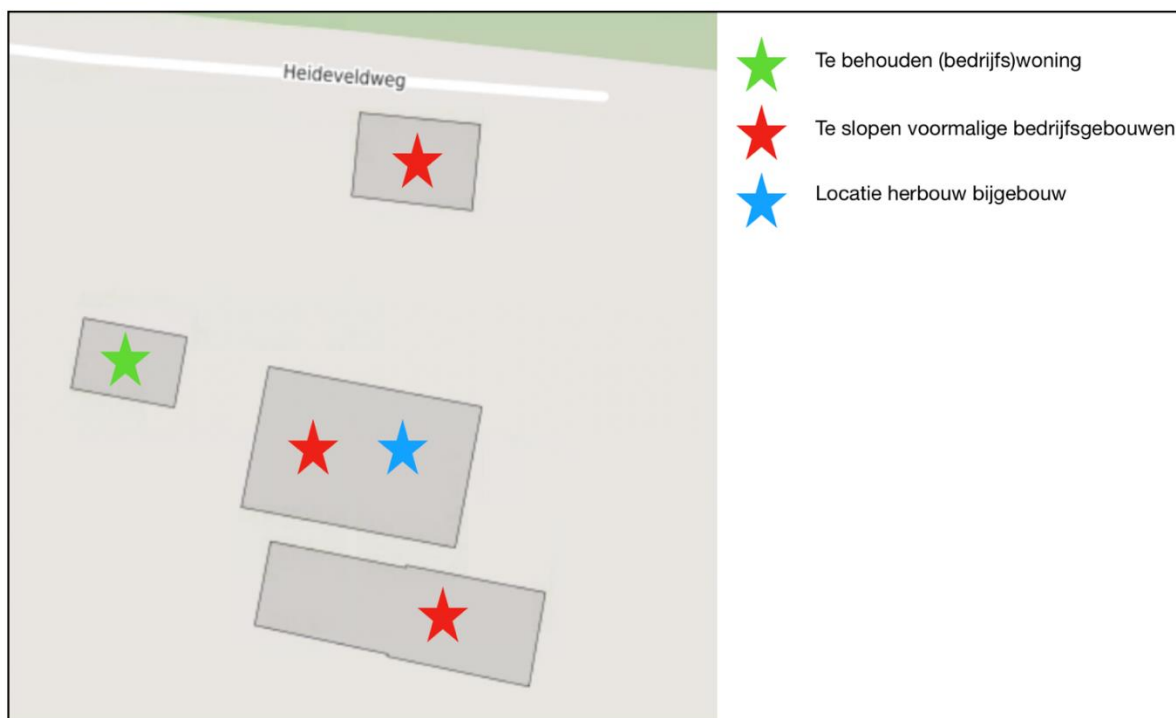 Heideveldweg
Te behouden (bedrijfs)woning
Te slopen voormalige bedrijfsgebouwen
Locatie herbouw bijgebouw